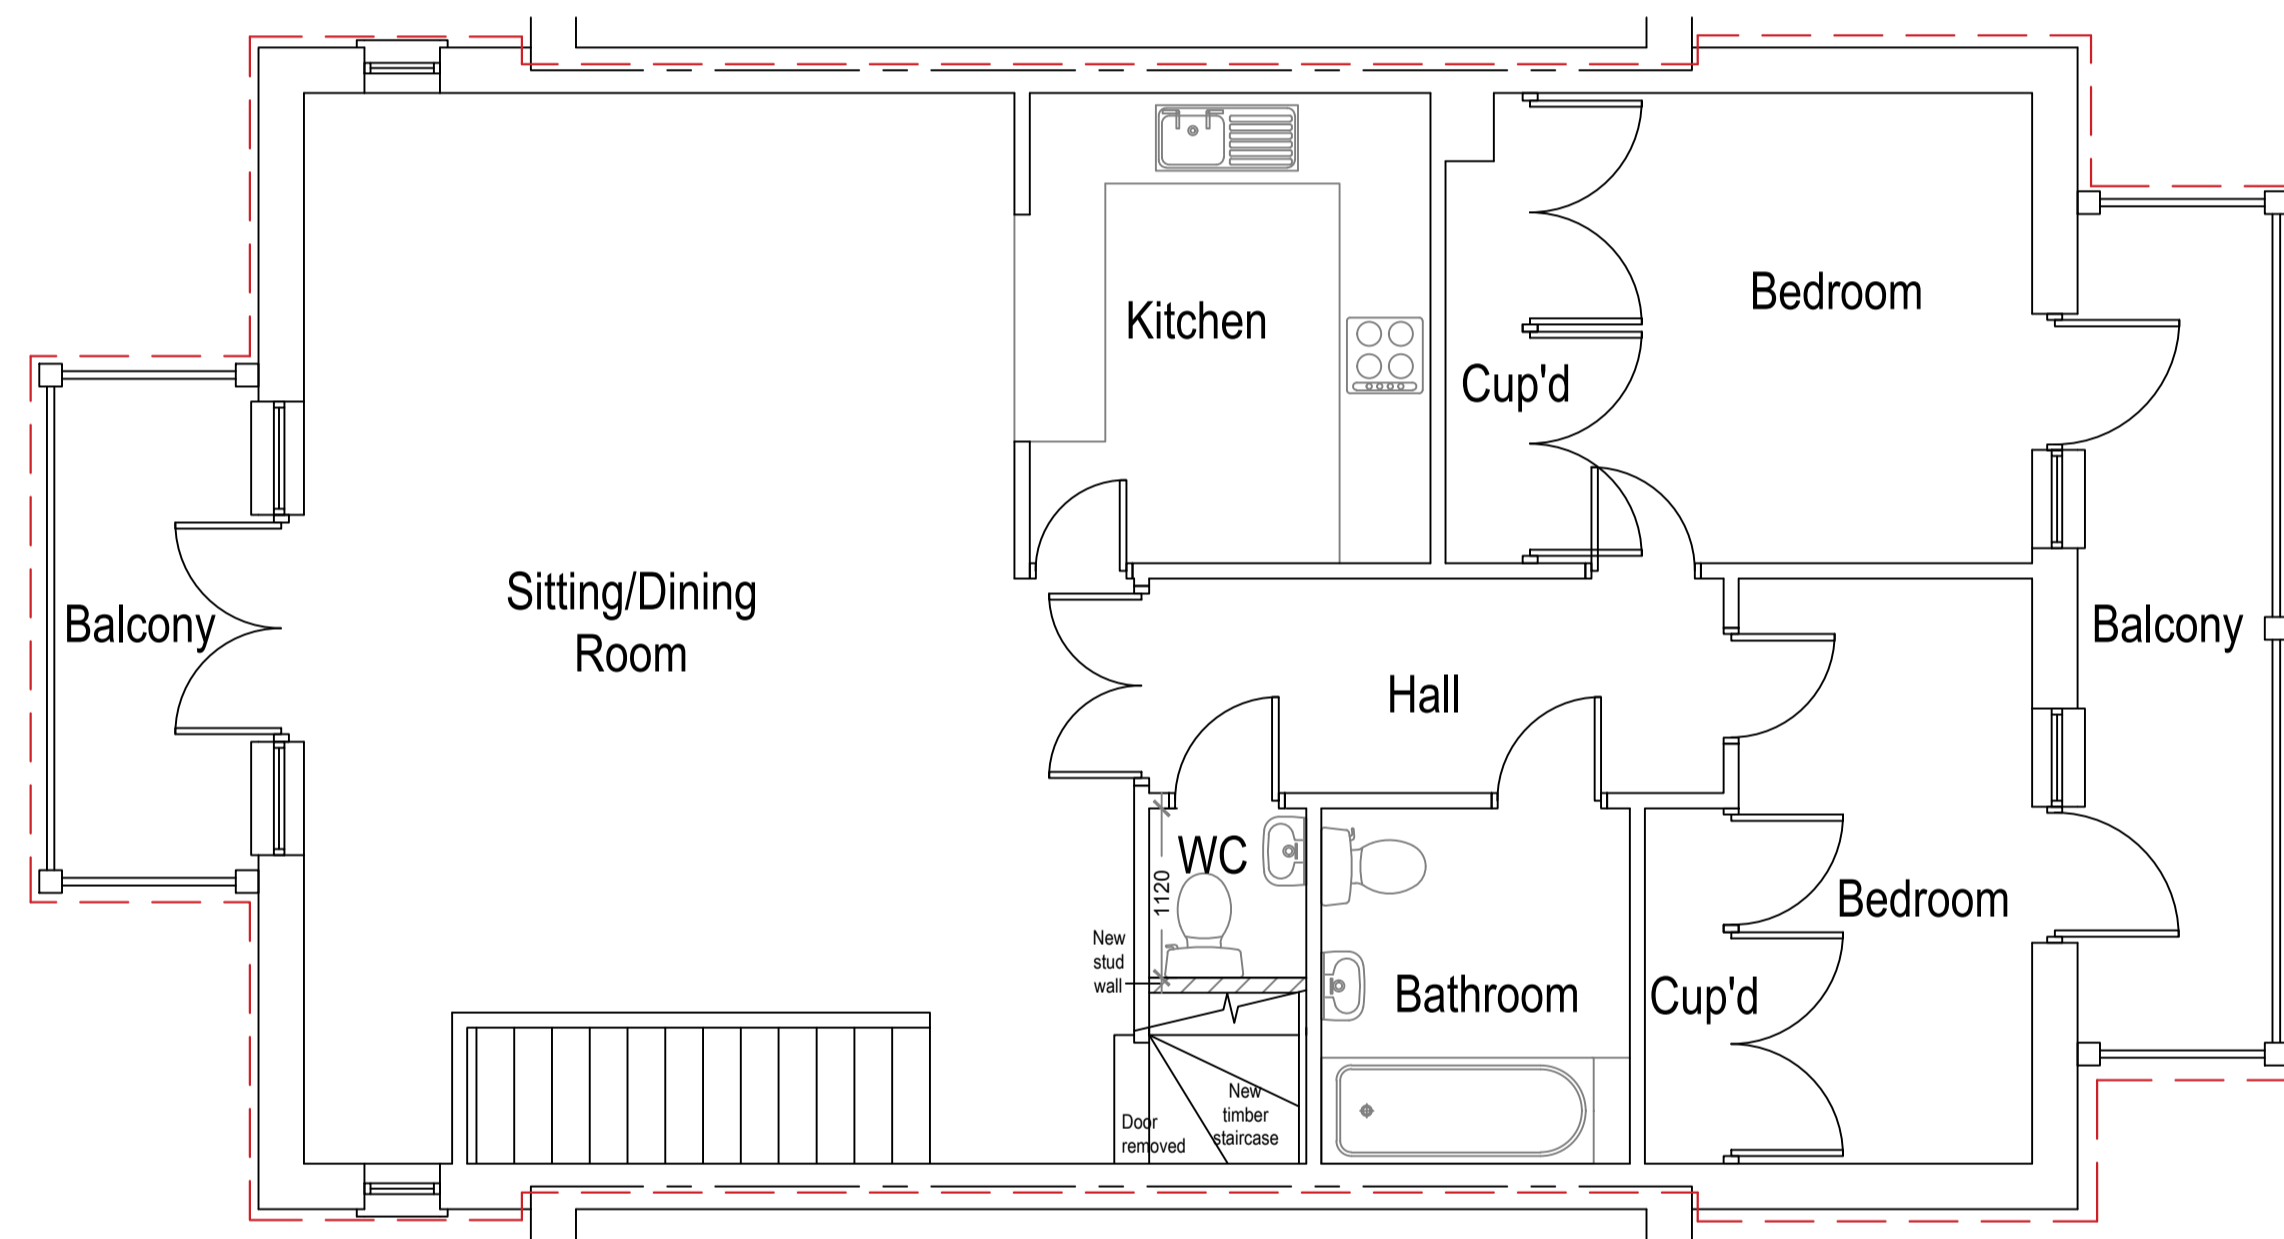 Bedroom
Kitchen
Cup'd
Sitting/Dining
Room
Balcony
Balcony
Hall
WC
1120
Bedroom
New
stud
wall
Bathroom
Cup'd
New
timber
staircase
Door
removed